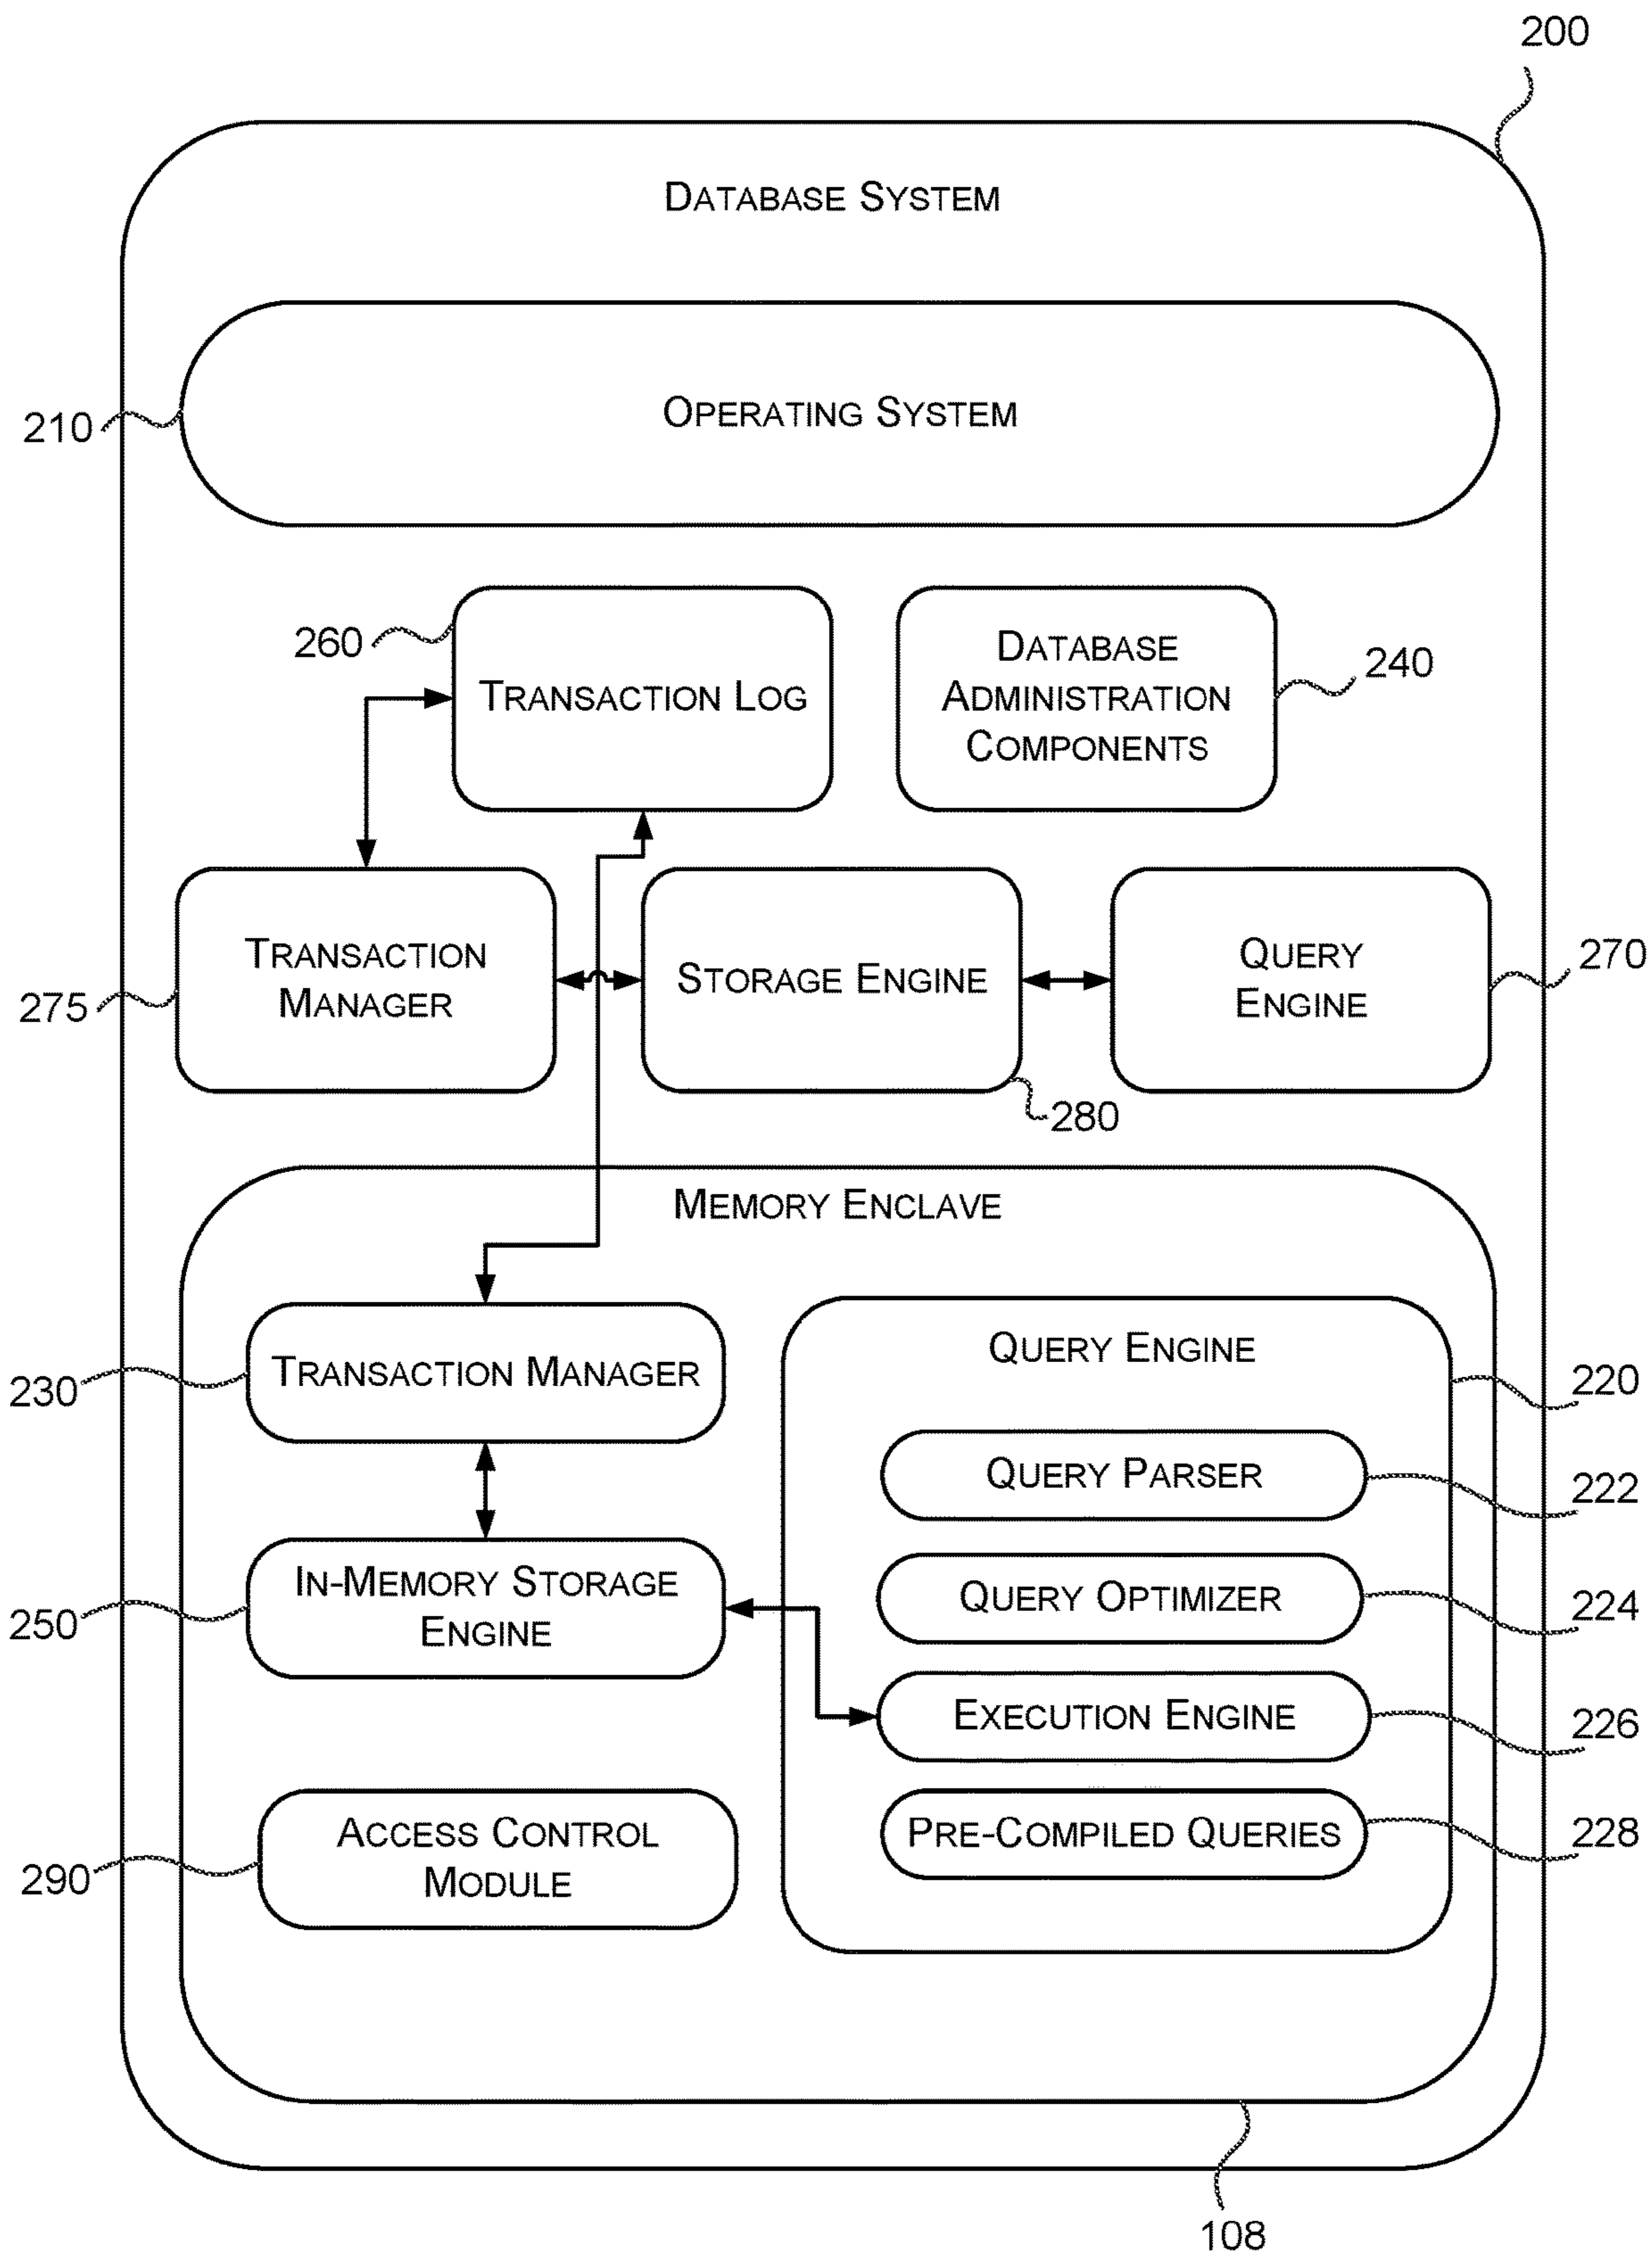 200
DATABASE SYSTEM
210
OPERATING SYSTEM
260
TRANSACTION LOG
DATABASE
ADMINISTRATION
COMPONENTS
240
275
TRANSACTION
MANAGER
STORAGE ENGINE
280
QUERY
ENGINE
270
MEMORY ENCLAVE
230
TRANSACTION MANAGER
QUERY ENGINE
220
QUERY PARSER
222
250
IN-MEMORY STORAGE
ENGINE
QUERY OPTIMIZER
224
EXECUTION ENGINE
226
290
ACCESS CONTROL
MODULE
PRE-COMPILED QUERIES
228
108